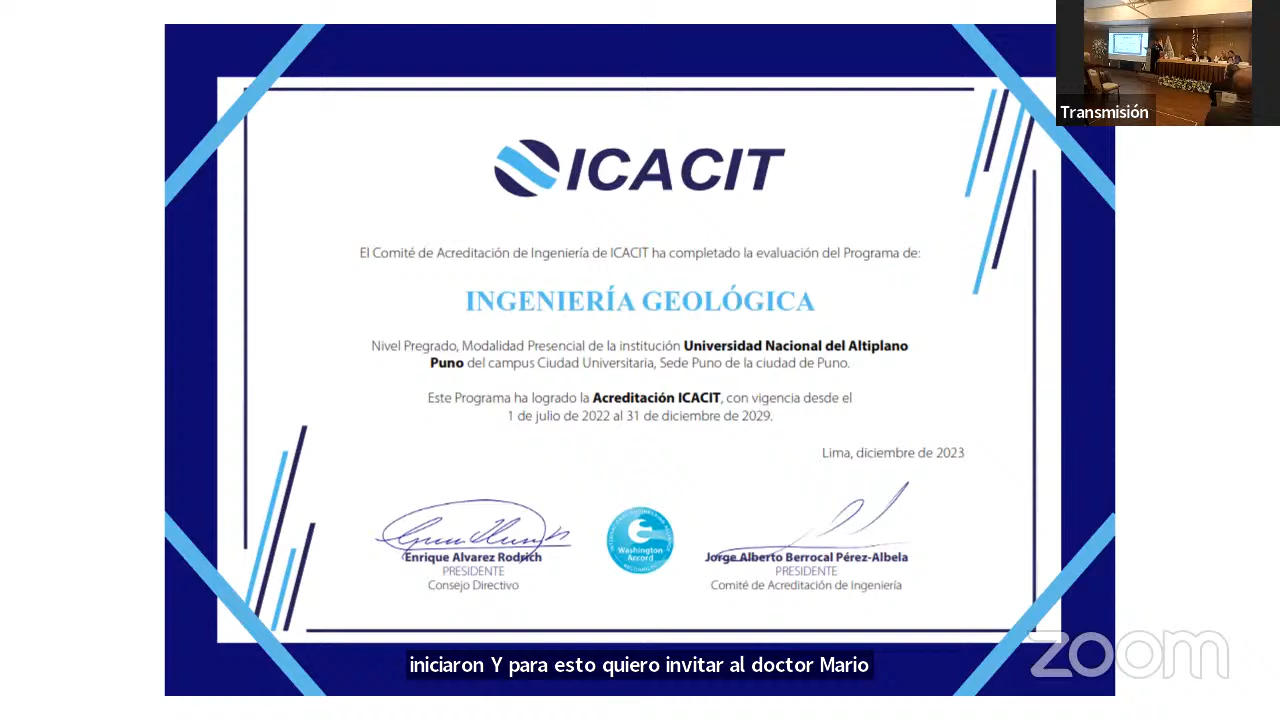 Transmisión
ICACIT
El Comité de Acreditación de Ingeniería de ICACIT ha completado la evaluación del Programa de:
INGENIERÍA GEOLÓGICA
Nivel Pregrado, Modalidad Presencial de la institución Universidad Nacional del Altiplano
Puno del campus Ciudad Universitaria, Sede Puno de la ciudad de Puno.
Este Programa ha logrado la Acreditación ICACIT, con vigencia desde el
1 de julio de 2022 al 31 de diciembre de 2029.
Lima, diciembre de 2023
Enrique Alvarez Rodrich
PRESIDENTE
Consejo Directivo
Washington
Accord
Jorge Alberto Berrocal Pérez-Albela
PRESIDENTE
Comité de Acreditación de Ingeniería
iniciaron Y para esto quiero invitar al doctor Mario
zoom